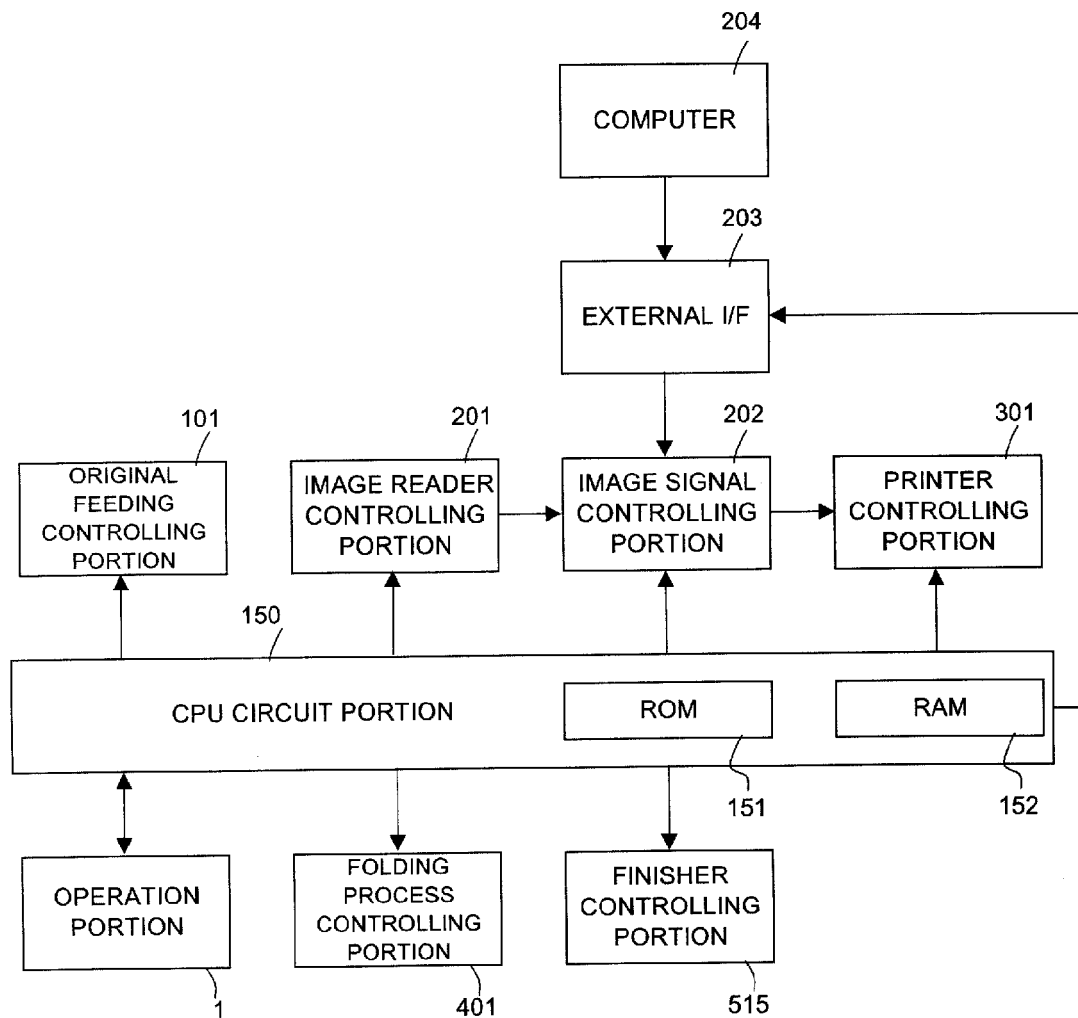 204
COMPUTER
203
EXTERNAL I/F
101
201
202
301
ORIGINAL
FEEDING
CONTROLLING
PORTION
IMAGE READER
CONTROLLING
PORTION
IMAGE SIGNAL
CONTROLLING
PORTION
PRINTER
CONTROLLING
PORTION
150
CPU CIRCUIT PORTION
ROM
RAM
151
152
OPERATION
PORTION
FOLDING
PROCESS
CONTROLLING
PORTION
FINISHER
CONTROLLING
PORTION
1
401
515